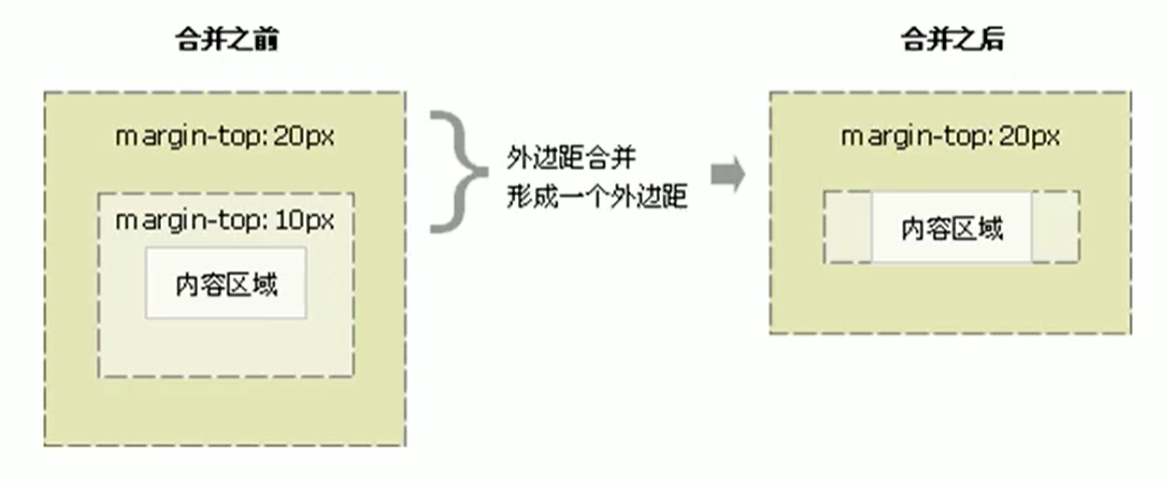 合并之前
合并之后
margin-top: 20px
margin-top: 10px
内容区域
外边距合并
形成一个外边距
margin-top: 20px
内容区域